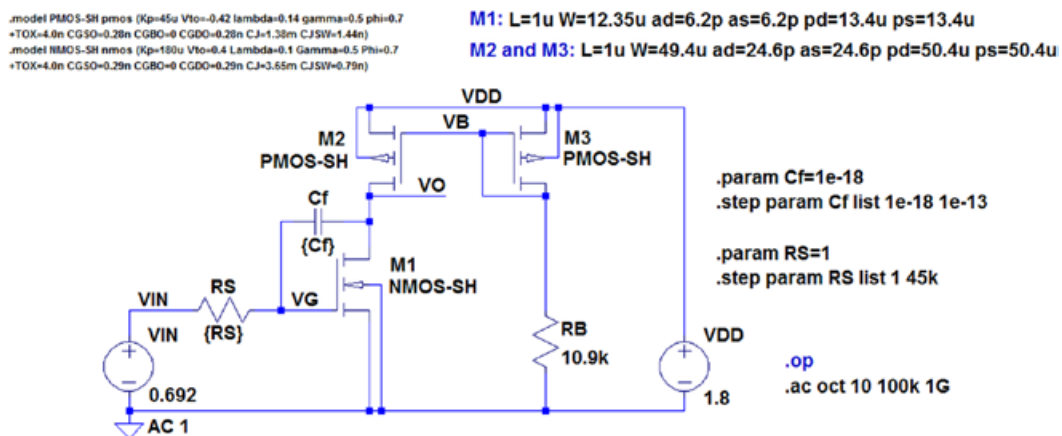 .model PMOS-SH pmos (Kp=45u Vto=-0.42 lambda=0.14 gamma=0.5 phi=0.7
+TOX=4.0n CGSO=0.28n CGBO=0 CGDO=0.28n CJ=1.38m CJSW=1.44n)
.model NMOS-SH nmos (Kp=180u Vto=0.4 Lambda=0.1 Gamma=0.5 Phi=0.7
+TOX=4.0n CGSO=0.29n CGBO=0 CGDO=0.29n CJ=3.65m CJSW=0.79n)
M1: L=1u W=12.35u ad=6.2p as=6.2p pd=13.4u ps=13.4u
M2 and M3: L=1u W=49.4u ad=24.6p as=24.6p pd=50.4u ps=50.4u
VDD
M2
PMOS-SH
VB
M3
PMOS-SH
VO
Cf
{Cf}
M1
NMOS-SH
RS
{RS}
VIN
VG
VIN
0.692
AC 1
RB
10.9k
VDD
1.8
.param Cf=1e-18
.step param Cf list 1e-18 1e-13
.param RS=1
.step param RS list 1 45k
.op
.ac oct 10 100k 1G